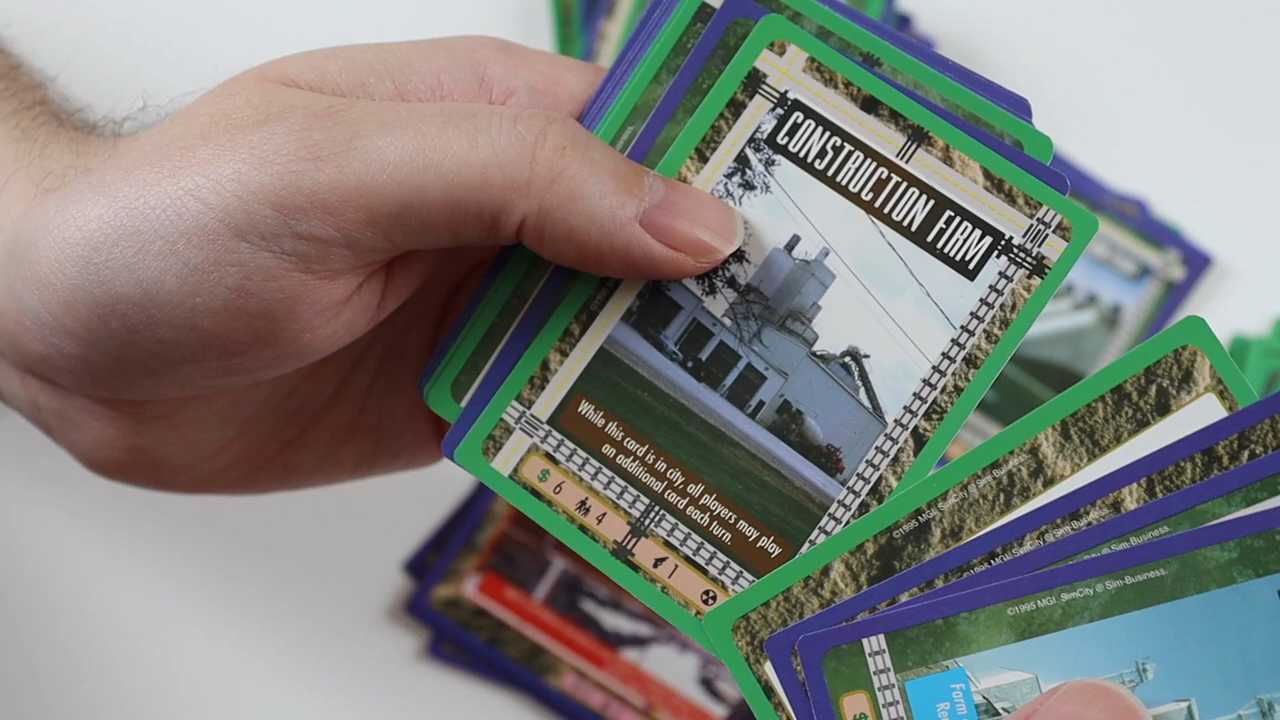 CONSTRUCTION FIRM
While this card is in city, all players may play
an additional card each turn.
$ 6 4 1
©1995 MGI. SimCity @ Sim-Business.
©1995 MGI. SimCity @ Sim-Business.
©1995 MGI. SimCity @ Sim-Business.
Farm